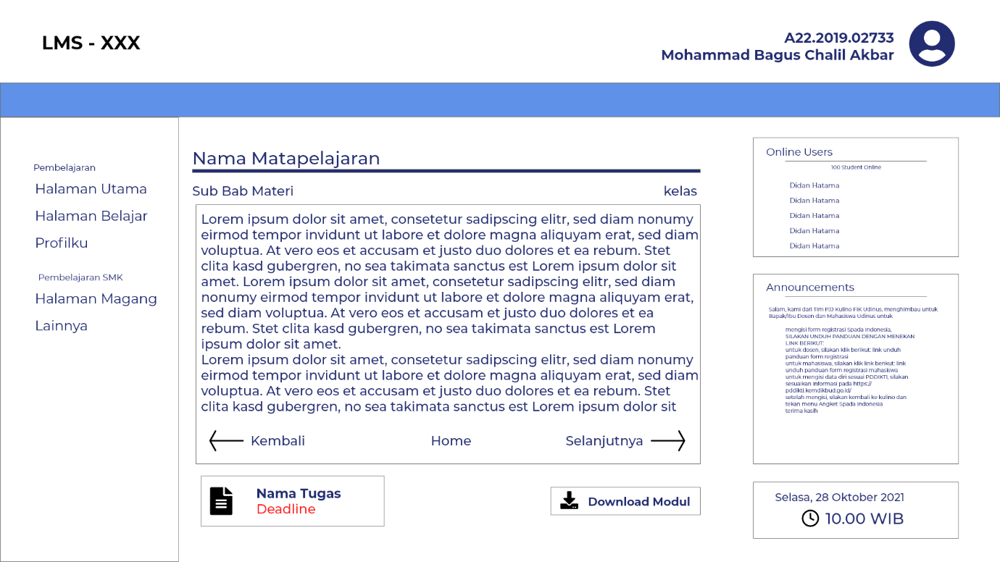 LMS - XXX
A22.2019.02733
Mohammad Bagus Chalil Akbar
Pembelajaran
Halaman Utama
Halaman Belajar
Profilku
Pembelajaran SMK
Halaman Magang
Lainnya
Nama Matapelajaran
Sub Bab Materi kelas
Lorem ipsum dolor sit amet, consetetur sadipscing elitr, sed diam nonumy
eirmod tempor invidunt ut labore et dolore magna aliquyam erat, sed diam
voluptua. At vero eos et accusam et justo duo dolores et ea rebum. Stet
clita kasd gubergren, no sea takimata sanctus est Lorem ipsum dolor sit
amet. Lorem ipsum dolor sit amet, consetetur sadipscing elitr, sed diam
nonumy eirmod tempor invidunt ut labore et dolore magna aliquyam erat,
sed diam voluptua. At vero eos et accusam et justo duo dolores et ea
rebum. Stet clita kasd gubergren, no sea takimata sanctus est Lorem
ipsum dolor sit amet.
Lorem ipsum dolor sit amet, consetetur sadipscing elitr, sed diam nonumy
eirmod tempor invidunt ut labore et dolore magna aliquyam erat, sed diam
voluptua. At vero eos et accusam et justo duo dolores et ea rebum. Stet
clita kasd gubergren, no sea takimata sanctus est Lorem ipsum dolor sit
Kembali Home Selanjutnya
Nama Tugas
Deadline
Download Modul
Online Users
100 Student Online
Didan Hatama
Didan Hatama
Didan Hatama
Didan Hatama
Didan Hatama
Announcements
Salam, kami dari Tim PJJ Kulino FIK Udinus, menghimbau untuk
Bapak/Ibu Dosen dan Mahasiswa Udinus untuk
mengisi form registrasi Spada Indonesia,
SILAKAN UNDUH PANDUAN DENGAN MENEKAN
LINK BERIKUT:
untuk dosen, silakan klik berikut: link unduh
panduan form registrasi
untuk mahasiswa, silakan klik link berikut: link
unduh panduan form registrasi mahasiswa
untuk mengisi data diri sesuai PDDIKTI, silakan
sesuaikan informasi pada https://
pddikti.kemdikbud.go.id/
setelah mengisi, silakan kembali ke kulino dan
tekan menu Angket Spada Indonesia
terima kasih
Selasa, 28 Oktober 2021
10.00 WIB